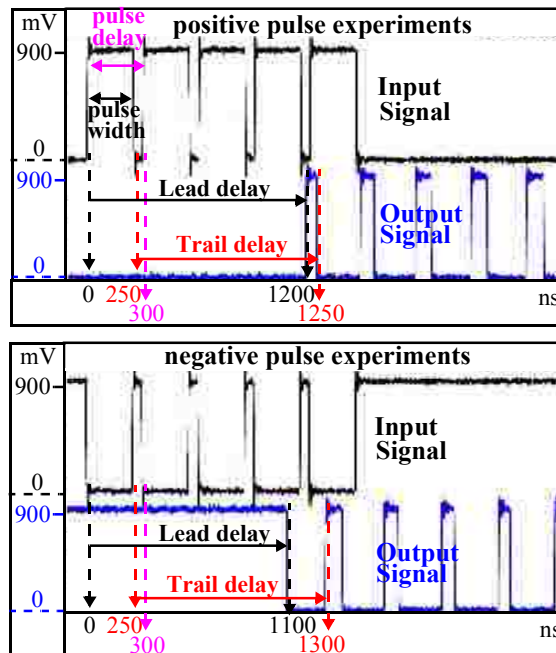 mV
positive pulse experiments
pulse
delay
900
Input
Signal
pulse
width
0
900
Lead delay
Output
Signal
Trail delay
0
0
250
300
1200
1250
ns
mV
negative pulse experiments
900
Input
Signal
0
900
Lead delay
Output
Signal
Trail delay
0
0
250
300
1100
1300
ns